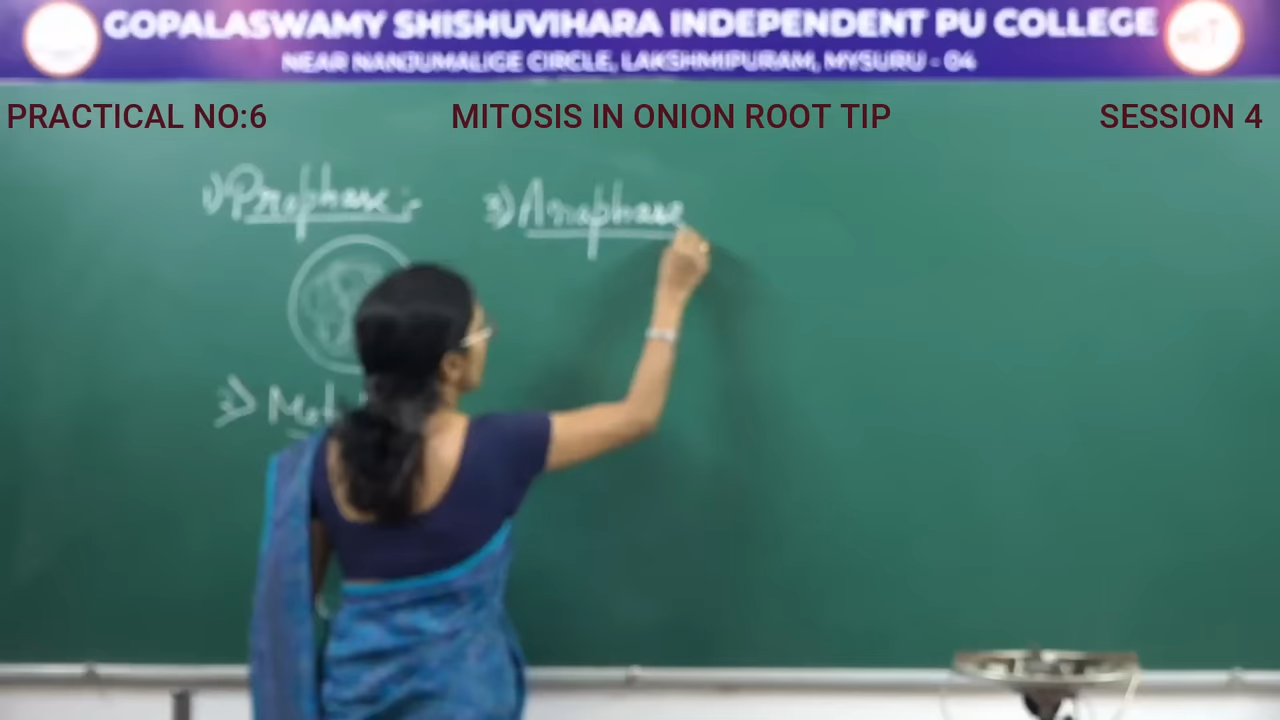 GOPALASWAMY SHISHUVIHARA INDEPENDENT PU COLLEGE
NEAR NANJUMALIGE CIRCLE, LAKSHMIPURAM, MYSURU - 04
PRACTICAL NO:6
MITOSIS IN ONION ROOT TIP
SESSION 4
1) Prophase :-
3) Anaphase
2)